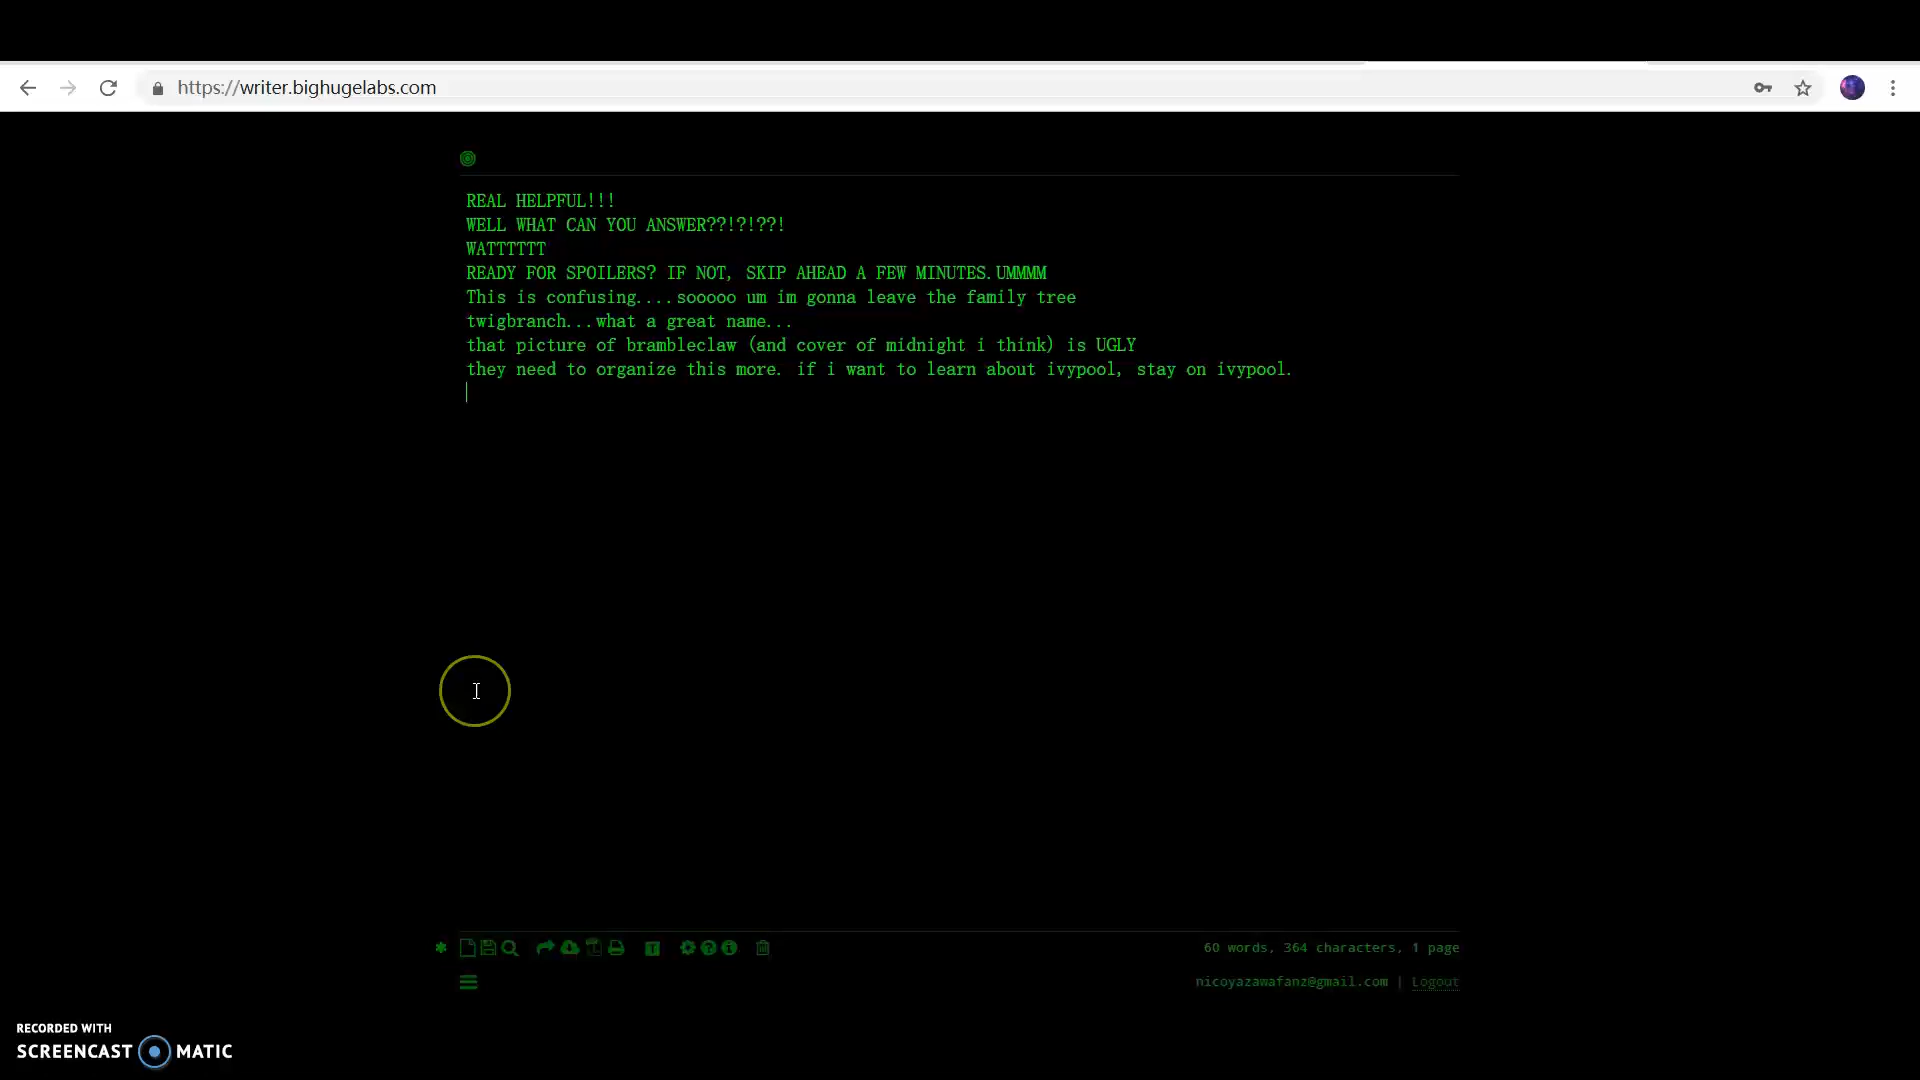 https://writer.bighugelabs.com
REAL HELPFUL!!!
WELL WHAT CAN YOU ANSWER??!?!??!
WATTTTTT
READY FOR SPOILERS? IF NOT, SKIP AHEAD A FEW MINUTES.UMMMM
This is confusing....sooooo um im gonna leave the family tree
twigbranch...what a great name...
that picture of brambleclaw (and cover of midnight i think) is UGLY
they need to organize this more. if i want to learn about ivypool, stay on ivypool.
60 words, 364 characters, 1 page
nicoyazawafanz@gmail.com | Logout
RECORDED WITH
SCREENCAST MATIC